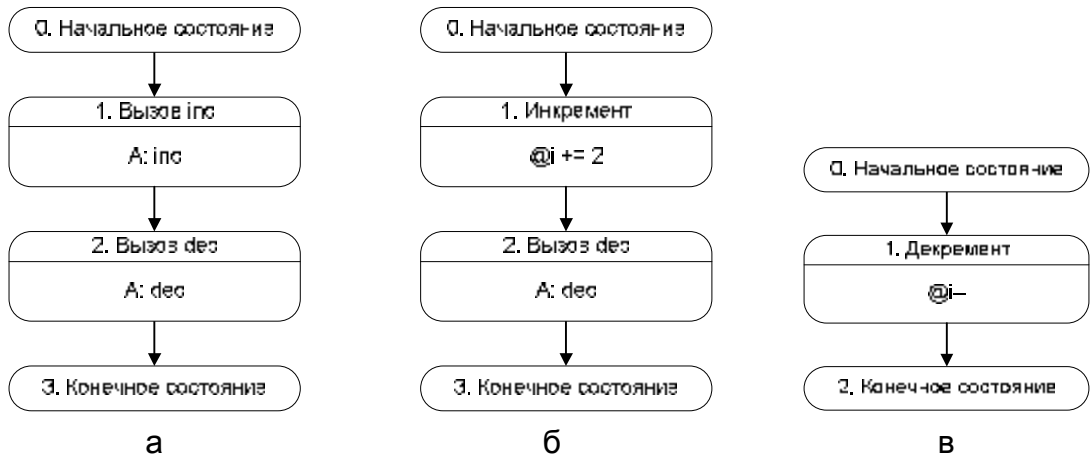 0. Начальное состояние
1. Вызов inc
A: inc
2. Вызов dec
A: dec
3. Конечное состояние
а
0. Начальное состояние
1. Инкремент
@i += 2
2. Вызов dec
A: dec
3. Конечное состояние
б
0. Начальное состояние
1. Декремент
@i--
2. Конечное состояние
в